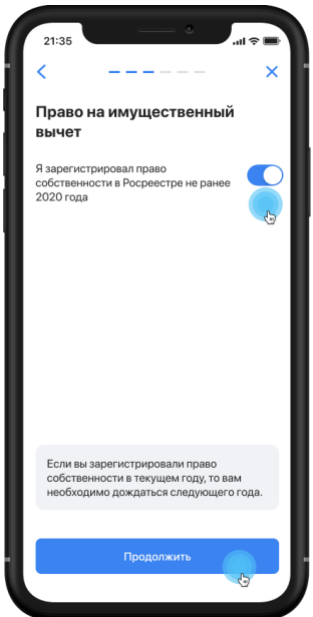 21:35
Право на имущественный
вычет
Я зарегистрировал право
собственности в Росреестре не ранее
2020 года
Если вы зарегистрировали право
собственности в текущем году, то вам
необходимо дождаться следующего года.
Продолжить